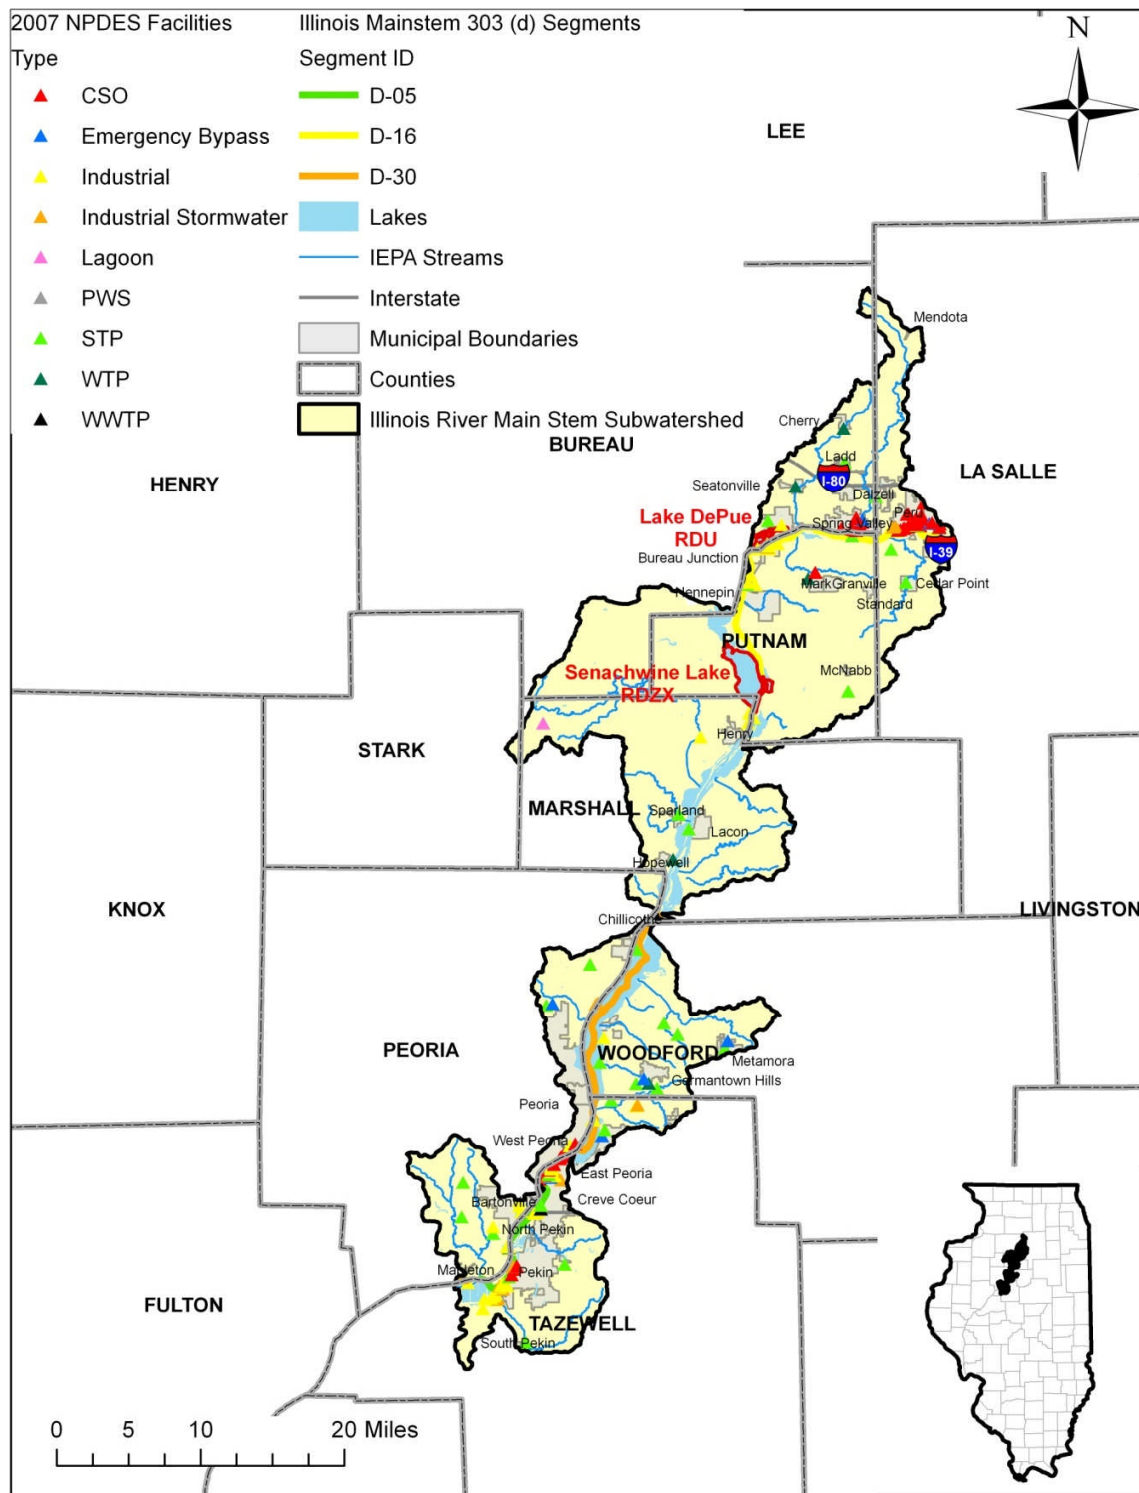 2007 NPDES Facilities
Type
CSO
Emergency Bypass
Industrial
Industrial Stormwater
Lagoon
PWS
STP
WTP
WWTP
Illinois Mainstem 303 (d) Segments
Segment ID
D-05
D-16
D-30
Lakes
IEPA Streams
Interstate
Municipal Boundaries
Counties
Illinois River Main Stem Subwatershed
N
LEE
Mendota
Cherry
BUREAU
Ladd
LA SALLE
HENRY
I-80
Seatonville
Dalzell
Peru
Lake DePue
RDU
Spring Valley
I-39
Bureau Junction
Mark
Granville
Cedar Point
Nennepin
Standard
PUTNAM
McNabb
Senachwine Lake
RDZX
Henry
STARK
MARSHALL
Sparland
Lacon
Hopewell
KNOX
LIVINGSTON
Chillicothe
PEORIA
WOODFORD
Metamora
Germantown Hills
Peoria
West Peoria
East Peoria
Creve Coeur
Bartonville
North Pekin
Mapleton
Pekin
FULTON
TAZEWELL
South Pekin
0 5 10 20 Miles